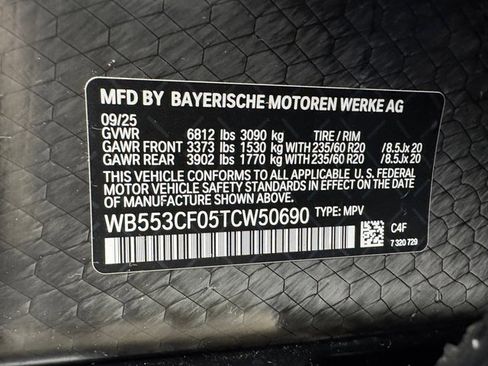 MFD BY BAYERISCHE MOTOREN WERKE AG
09/25
GVWR 6812 lbs 3090 kg TIRE / RIM
GAWR FRONT 3373 lbs 1530 kg WITH 235/60 R20 /8.5Jx 20
GAWR REAR 3902 lbs 1770 kg WITH 235/60 R20 /8.5Jx 20
THIS VEHICLE CONFORMS TO ALL APPLICABLE U. S. FEDERAL
MOTOR VEHICLE SAFETY STANDARDS IN EFFECT ON THE
DATE OF MANUFACTURE SHOWN ABOVE.
WB553CF05TCW50690 TYPE: MPV
C4F
7 320 729